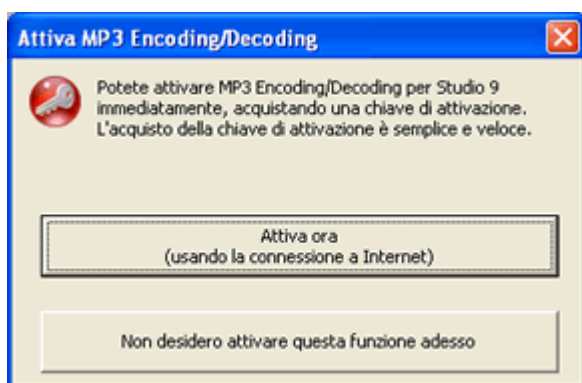 Attiva MP3 Encoding/Decoding
Potete attivare MP3 Encoding/Decoding per Studio 9
immediatamente, acquistando una chiave di attivazione.
L'acquisto della chiave di attivazione è semplice e veloce.
Attiva ora
(usando la connessione a Internet)
Non desidero attivare questa funzione adesso